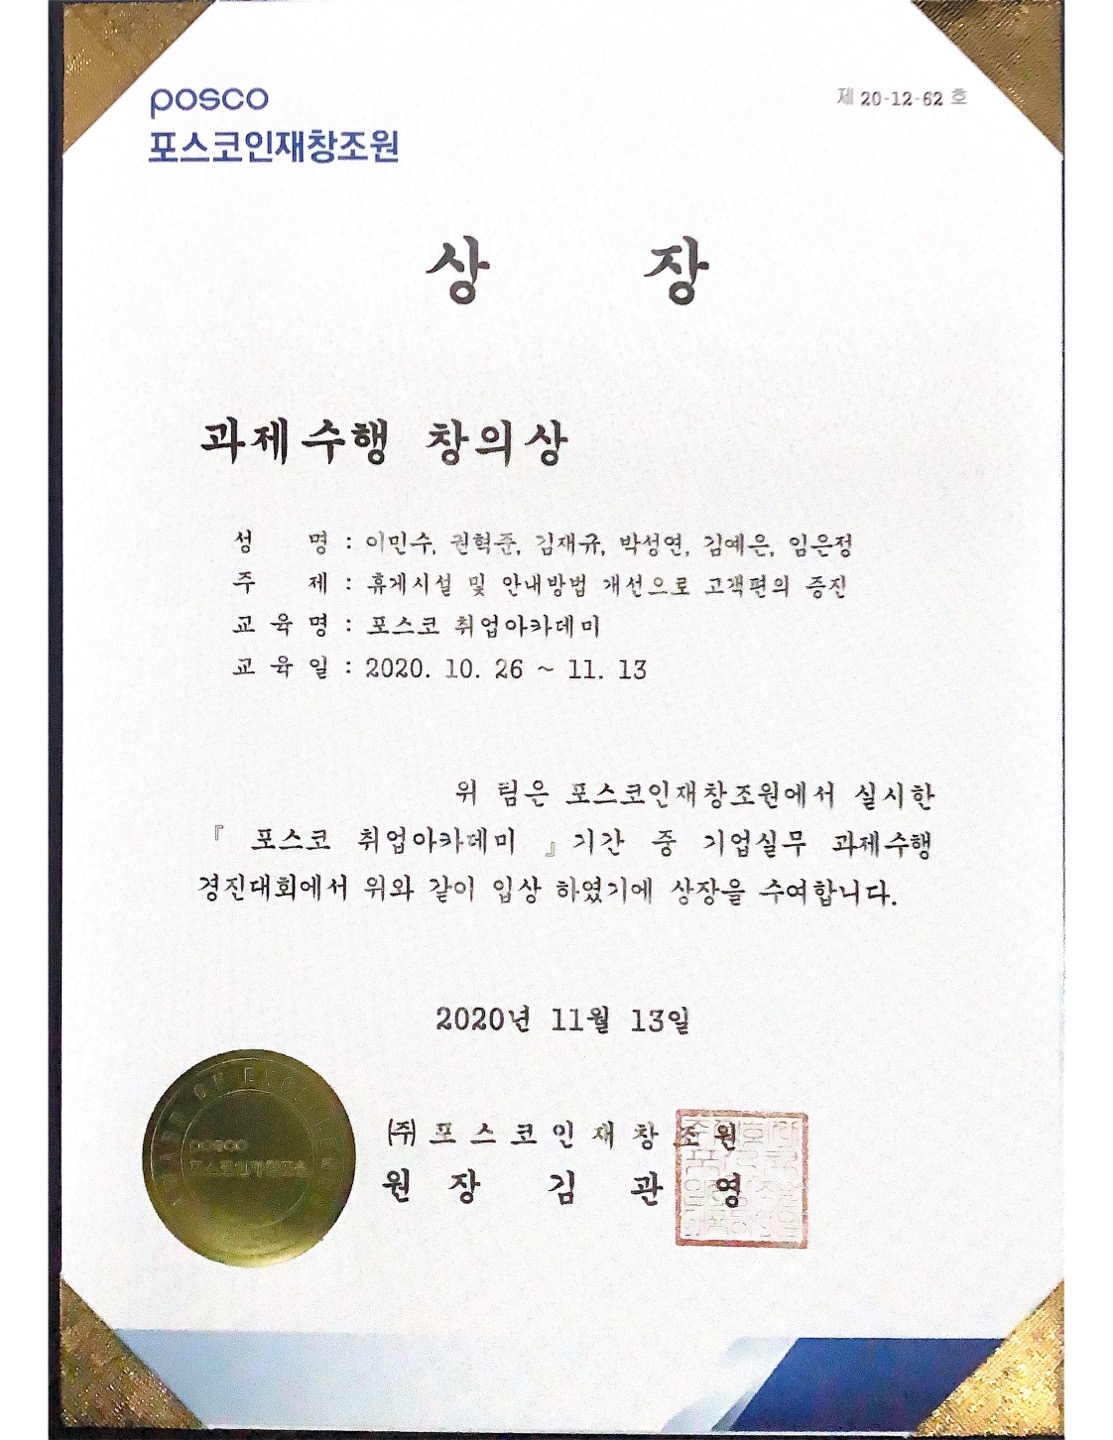 posco
제 20-12-62 호
포스코인재창조원
상 장
과제수행 창의상
성 명 : 이민수, 권혁준, 김재규, 박성연, 김예은, 임은정
주 제 : 휴게시설 및 안내방법 개선으로 고객편의 증진
교 육 명 : 포스코 취업아카데미
교 육 일 : 2020. 10. 26 ~ 11. 13
위 팀은 포스코인재창조원에서 실시한
『 포스코 취업아카데미 』기간 중 기업실무 과제수행
경진대회에서 위와 같이 입상 하였기에 상장을 수여합니다.
2020년 11월 13일
posco
포스코인재창조원
(주) 포 스 코 인 재 창 조 원
원 장 김 관 영